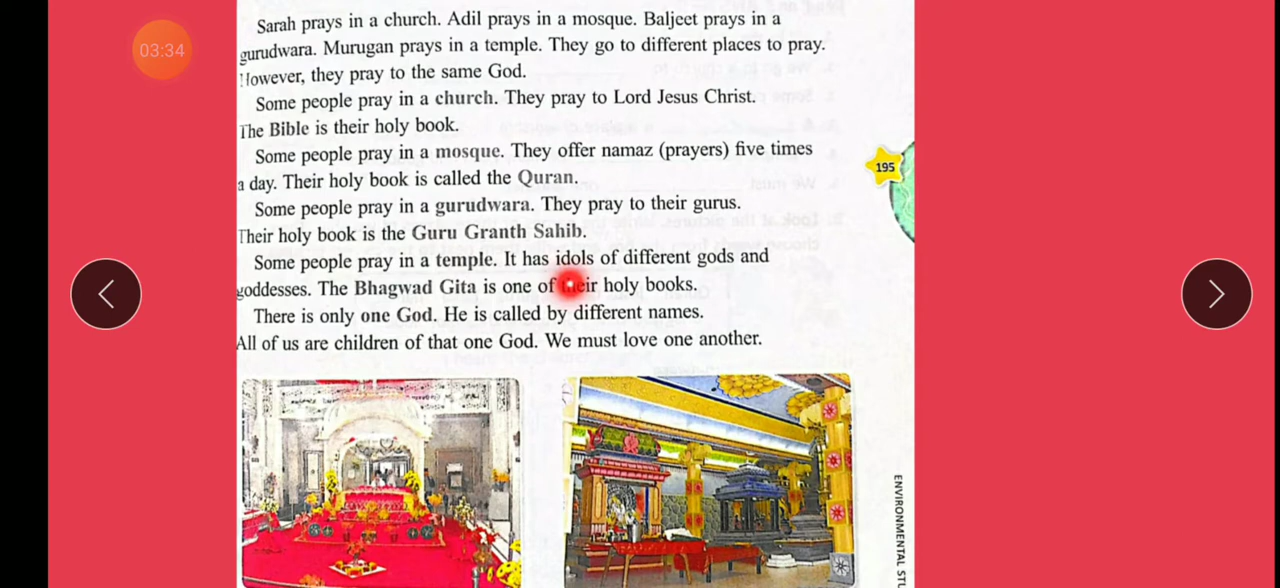 03:34
Sarah prays in a church. Adil prays in a mosque. Baljeet prays in a
gurudwara. Murugan prays in a temple. They go to different places to pray.
However, they pray to the same God.
Some people pray in a church. They pray to Lord Jesus Christ.
The Bible is their holy book.
Some people pray in a mosque. They offer namaz (prayers) five times
a day. Their holy book is called the Quran.
195
Some people pray in a gurudwara. They pray to their gurus.
Their holy book is the Guru Granth Sahib.
Some people pray in a temple. It has idols of different gods and
goddesses. The Bhagwad Gita is one of their holy books.
There is only one God. He is called by different names.
All of us are children of that one God. We must love one another.
ENVIRONMENTAL STU